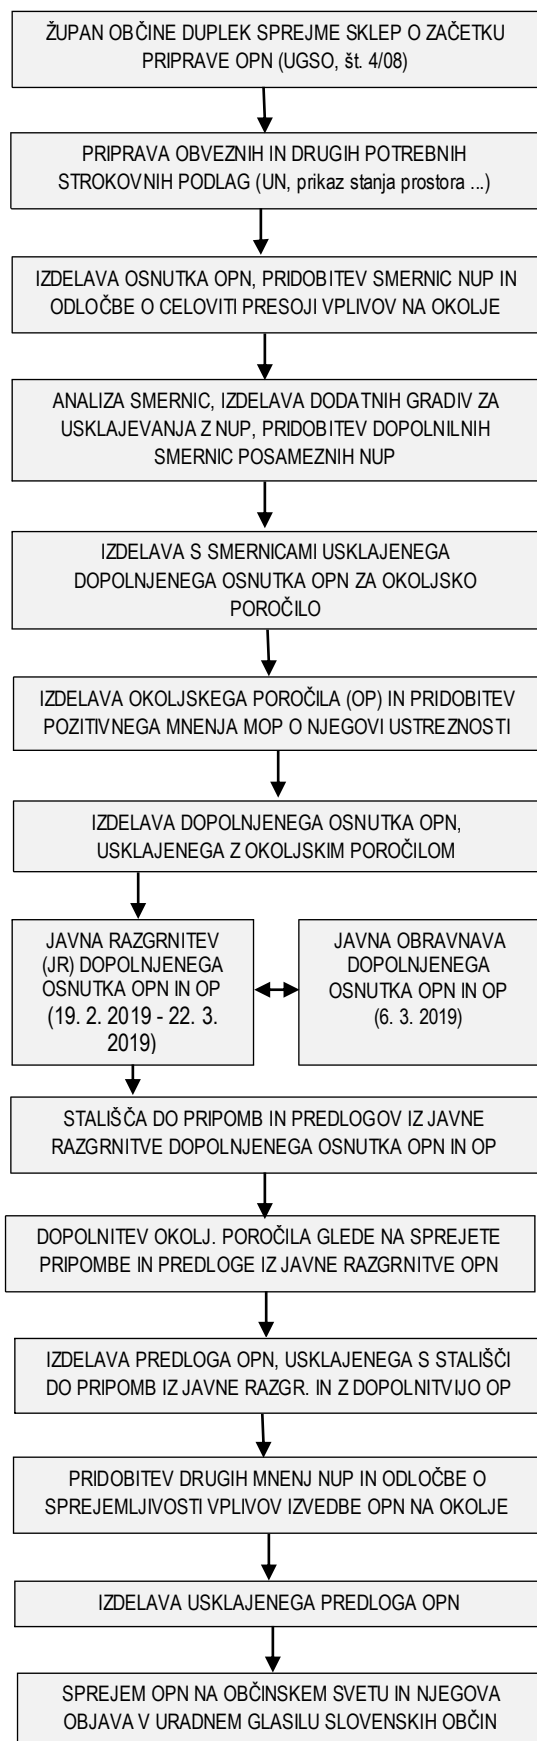 ŽUPAN OBČINE DUPLEK SPREJME SKLEP O ZAČETKU
PRIPRAVE OPN (UGSO, št. 4/08)
PRIPRAVA OBVEZNIH IN DRUGIH POTREBNIH
STROKOVNIH PODLAG (UN, prikaz stanja prostora ...)
IZDELAVA OSNUTKA OPN, PRIDOBITEV SMERNIC NUP IN
ODLOČBE O CELOVITI PRESOJI VPLIVOV NA OKOLJE
ANALIZA SMERNIC, IZDELAVA DODATNIH GRADIV ZA
USKLAJEVANJA Z NUP, PRIDOBITEV DOPOLNILNIH
SMERNIC POSAMEZNIH NUP
IZDELAVA S SMERNICAMI USKLAJENEGA
DOPOLNJENEGA OSNUTKA OPN ZA OKOLJSKO
POROČILO
IZDELAVA OKOLJSKEGA POROČILA (OP) IN PRIDOBITEV
POZITIVNEGA MNENJA MOP O NJEGOVI USTREZNOSTI
IZDELAVA DOPOLNJENEGA OSNUTKA OPN,
USKLAJENEGA Z OKOLJSKIM POROČILOM
JAVNA RAZGRNITEV
(JR) DOPOLNJENEGA
OSNUTKA OPN IN OP
(19. 2. 2019 - 22. 3.
2019)
JAVNA OBRAVNAVA
DOPOLNJENEGA
OSNUTKA OPN IN OP
(6. 3. 2019)
STALIŠČA DO PRIPOMB IN PREDLOGOV IZ JAVNE
RAZGRNITVE DOPOLNJENEGA OSNUTKA OPN IN OP
DOPOLNITEV OKOLJ. POROČILA GLEDE NA SPREJETE
PRIPOMBE IN PREDLOGE IZ JAVNE RAZGRNITVE OPN
IZDELAVA PREDLOGA OPN, USKLAJENEGA S STALIŠČI
DO PRIPOMB IZ JAVNE RAZGR. IN Z DOPOLNITVIJO OP
PRIDOBITEV DRUGIH MNENJ NUP IN ODLOČBE O
SPREJEMLJIVOSTI VPLIVOV IZVEDBE OPN NA OKOLJE
IZDELAVA USKLAJENEGA PREDLOGA OPN
SPREJEM OPN NA OBČINSKEM SVETU IN NJEGOVA
OBJAVA V URADNEM GLASILU SLOVENSKIH OBČIN